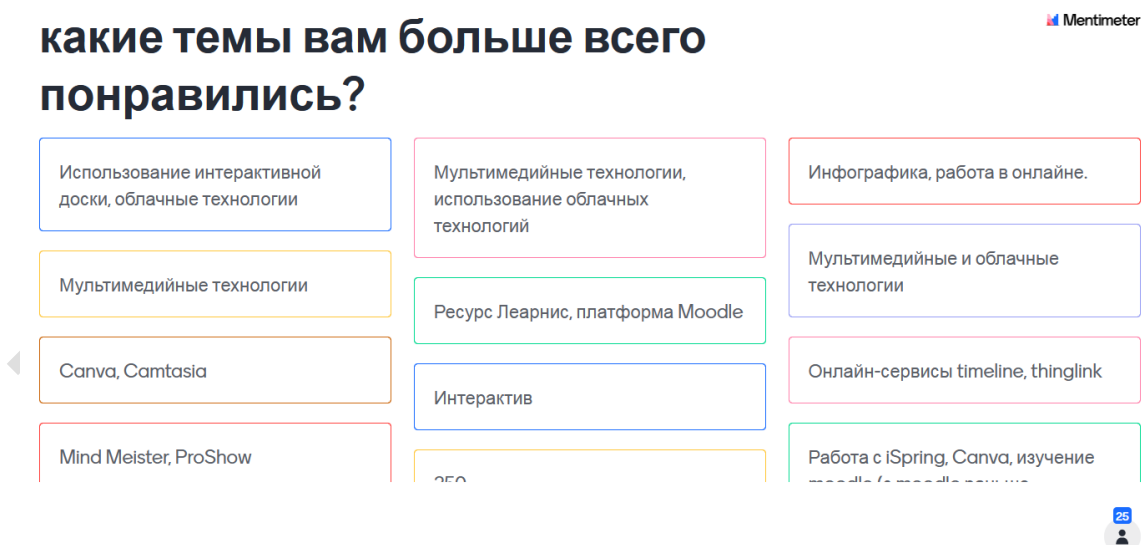 какие темы вам больше всего
понравились?
Mentimeter
Использование интерактивной
доски, облачные технологии
Мультимедийные технологии
Canva, Camtasia
Mind Meister, ProShow
Мультимедийные технологии,
использование облачных
технологий
Ресурс Леарнис, платформа Moodle
Интерактив
Инфографика, работа в онлайне.
Мультимедийные и облачные
технологии
Онлайн-сервисы timeline, thinglink
Работа с iSpring, Canva, изучение
25